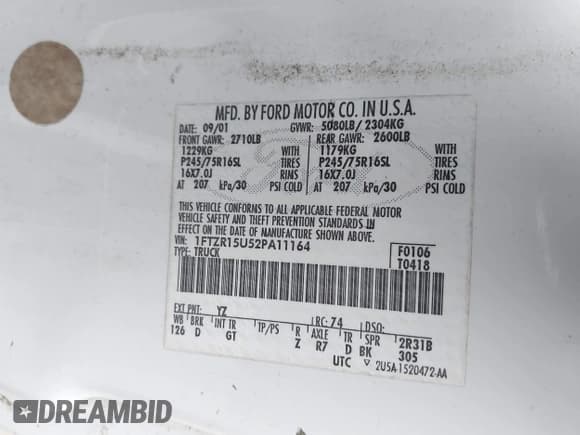 MFD. BY FORD MOTOR CO. IN U.S.A.
DATE: 09/01 GVWR: 5080LB/ 2304KG
FRONT GAWR: 2710LB REAR GAWR: 2600LB
1229KG WITH 1179KG WITH
P245/75R16SL TIRES P245/75R16SL TIRES
16X7.0J RIMS 16X7.0J RIMS
AT 207 kPa/30 PSI COLD AT 207 kPa/30 PSI COLD
THIS VEHICLE CONFORMS TO ALL APPLICABLE FEDERAL MOTOR
VEHICLE SAFETY AND THEFT PREVENTION STANDARDS IN
EFFECT ON THE DATE OF MANUFACTURE SHOWN ABOVE.
VIN: 1FTZR15U52PA11164 F0106
TYPE: TRUCK T0418
EXT PNT: YZ RC: 74 DSO:
WB BRK INT TR TP/PS R AXLE TR SPR 2R31B
126 D GT Z R7 D BK 305
UTC 2U5A-1520472-AA
DREAMBID